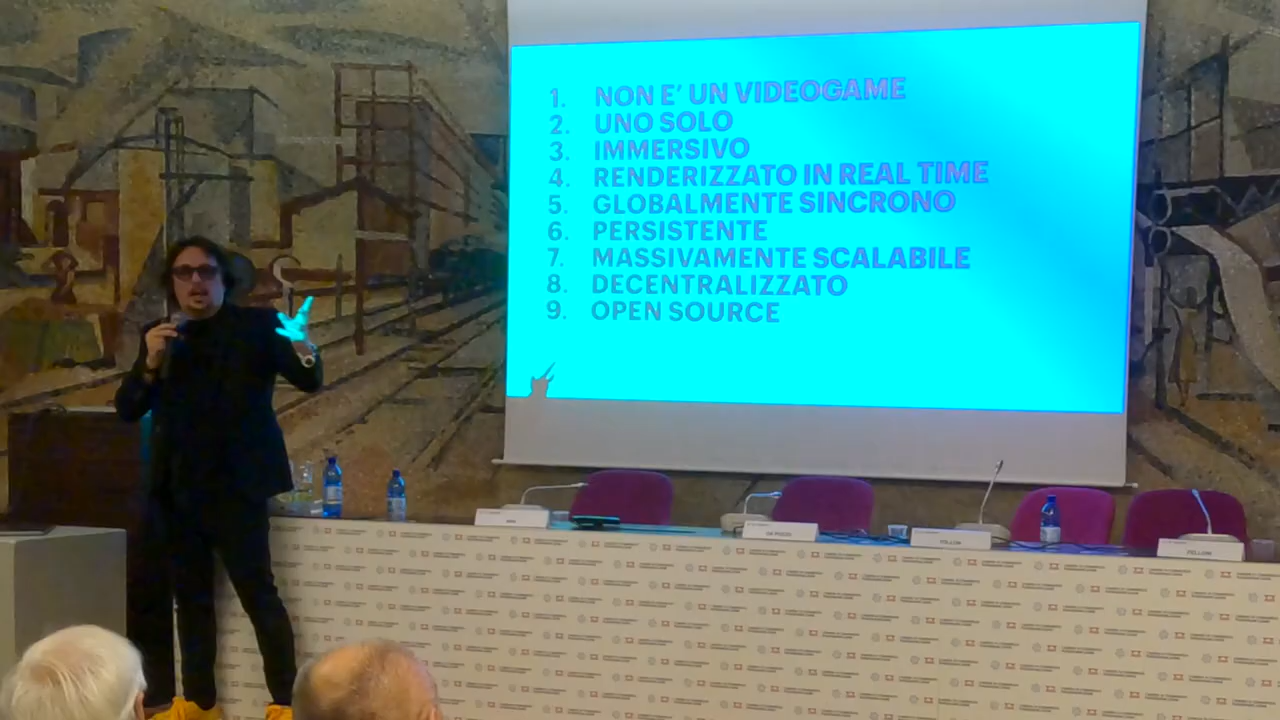 1. NON E' UN VIDEOGAME
2. UNO SOLO
3. IMMERSIVO
4. RENDERIZZATO IN REAL TIME
5. GLOBALMENTE SINCRONO
6. PERSISTENTE
7. MASSIVAMENTE SCALABILE
8. DECENTRALIZZATO
9. OPEN SOURCE